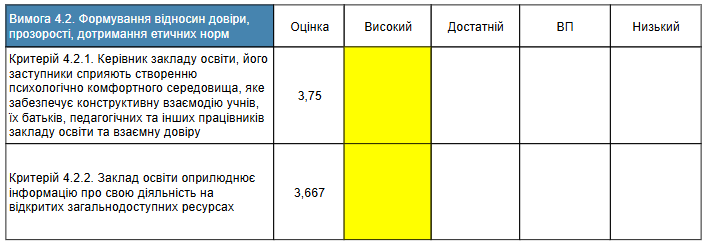 Вимога 4.2. Формування відносин довіри,
прозорості, дотримання етичних норм
Оцінка
Високий
Достатній
ВП
Низький
Критерій 4.2.1. Керівник закладу освіти, його
заступники сприяють створенню
психологічно комфортного середовища, яке
забезпечує конструктивну взаємодію учнів,
їх батьків, педагогічних та інших працівників
закладу освіти та взаємну довіру
3,75
Критерій 4.2.2. Заклад освіти оприлюднює
інформацію про свою діяльність на
відкритих загальнодоступних ресурсах
3,667